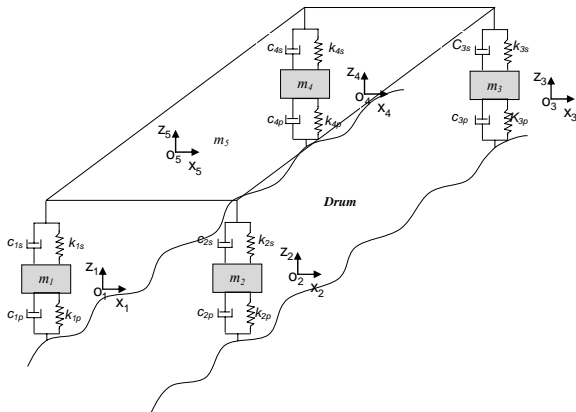 c4s
k4s
m4
c4p
k4p
z4
o4
x4
C3s
k3s
m3
c3p
K3p
z3
o3
x3
z5
o5
x5
m5
Drum
c1s
k1s
m1
c1p
k1p
z1
o1
x1
c2s
k2s
m2
c2p
k2p
z2
o2
x2